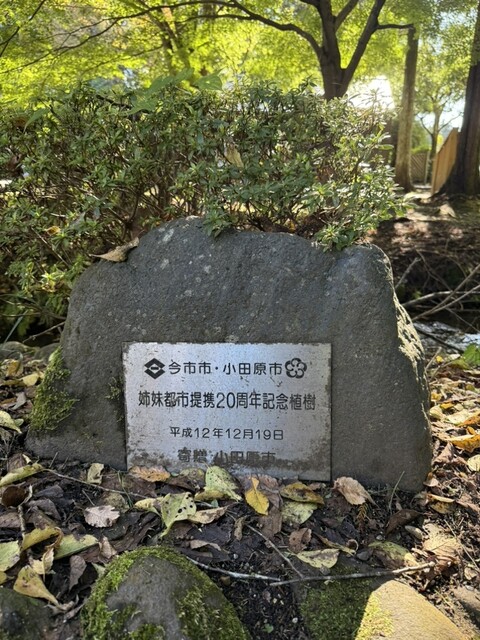 今市市・小田原市
姉妹都市提携20周年記念植樹
平成12年12月19日
寄贈 小田原市